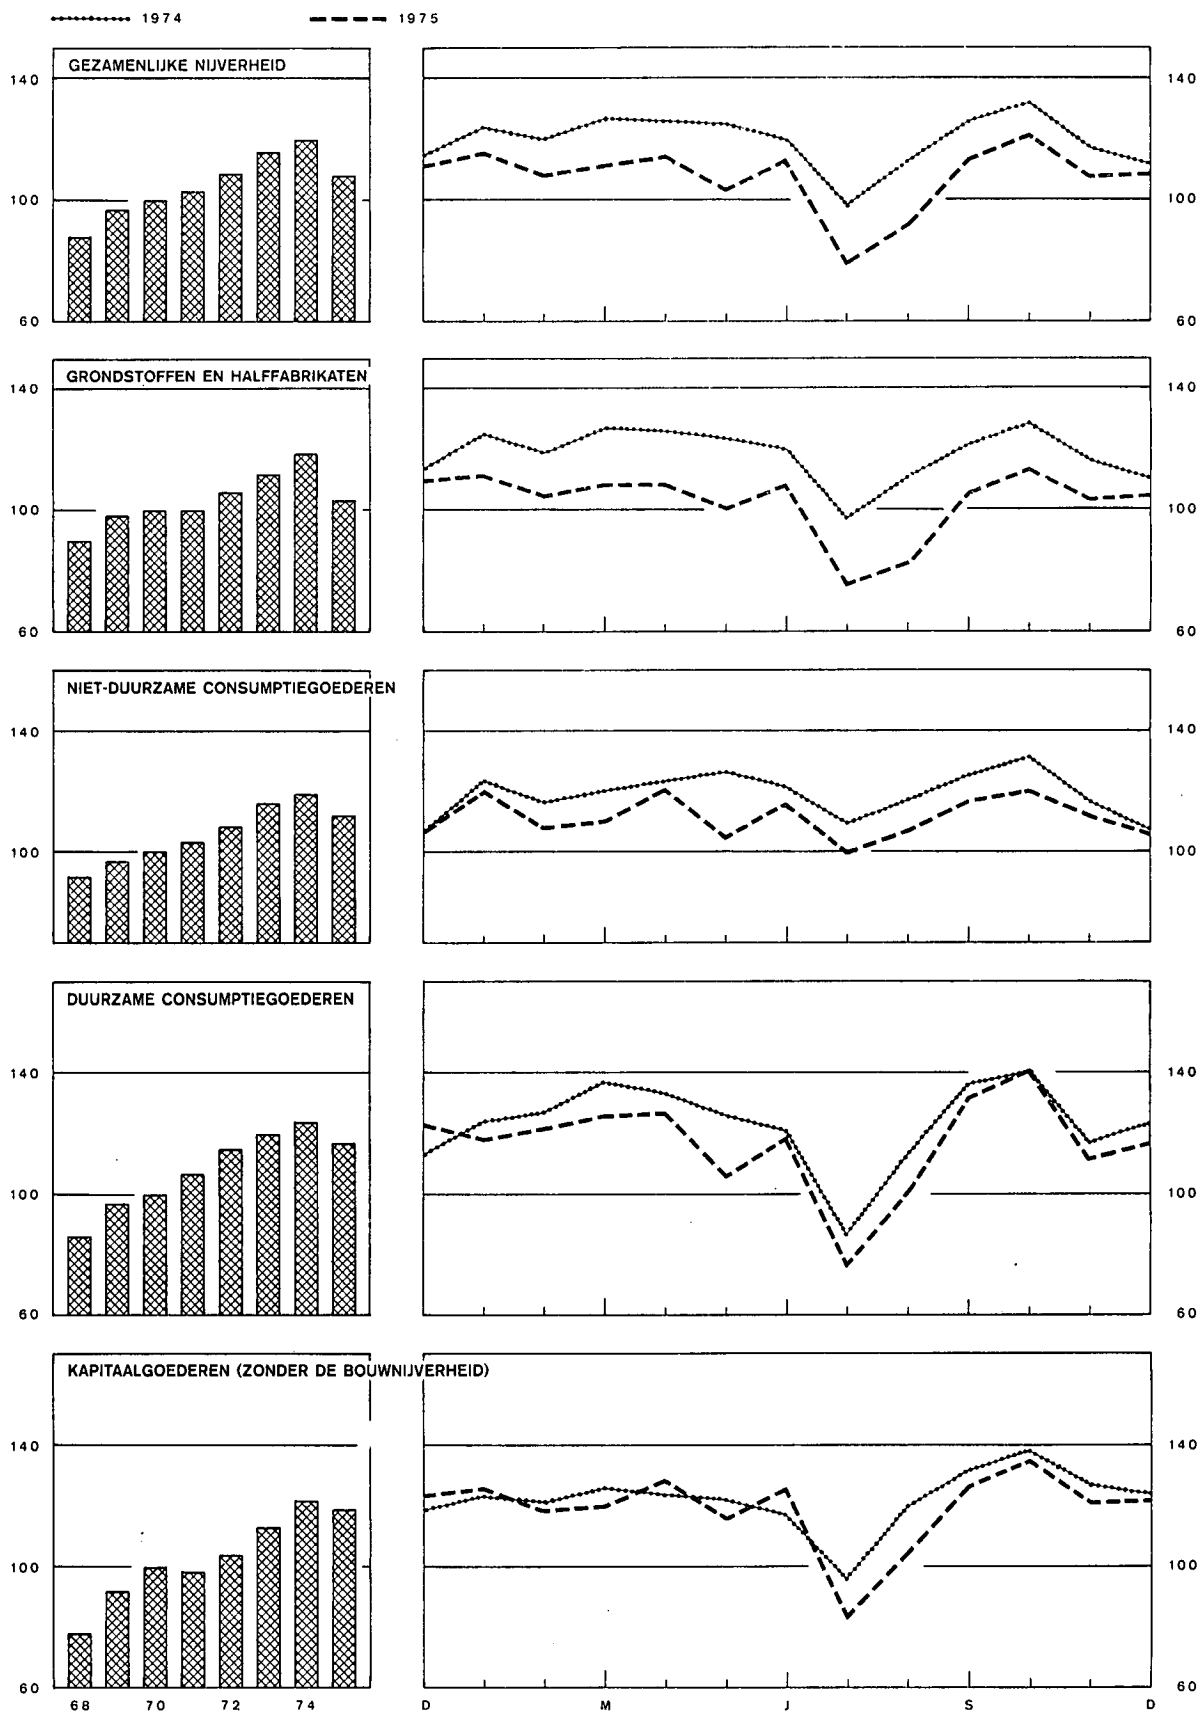 1974 1975
GEZAMENLIJKE NIJVERHEID
140 140
100 100
60 60
GRONDSTOFFEN EN HALFFABRIKATEN
140 140
100 100
60 60
NIET-DUURZAME CONSUMPTIEGOEDEREN
140 140
100 100
DUURZAME CONSUMPTIEGOEDEREN
140 140
100 100
60 60
KAPITAALGOEDEREN (ZONDER DE BOUWNIJVERHEID)
140 140
100 100
60 60
68 70 72 74 D M J S D